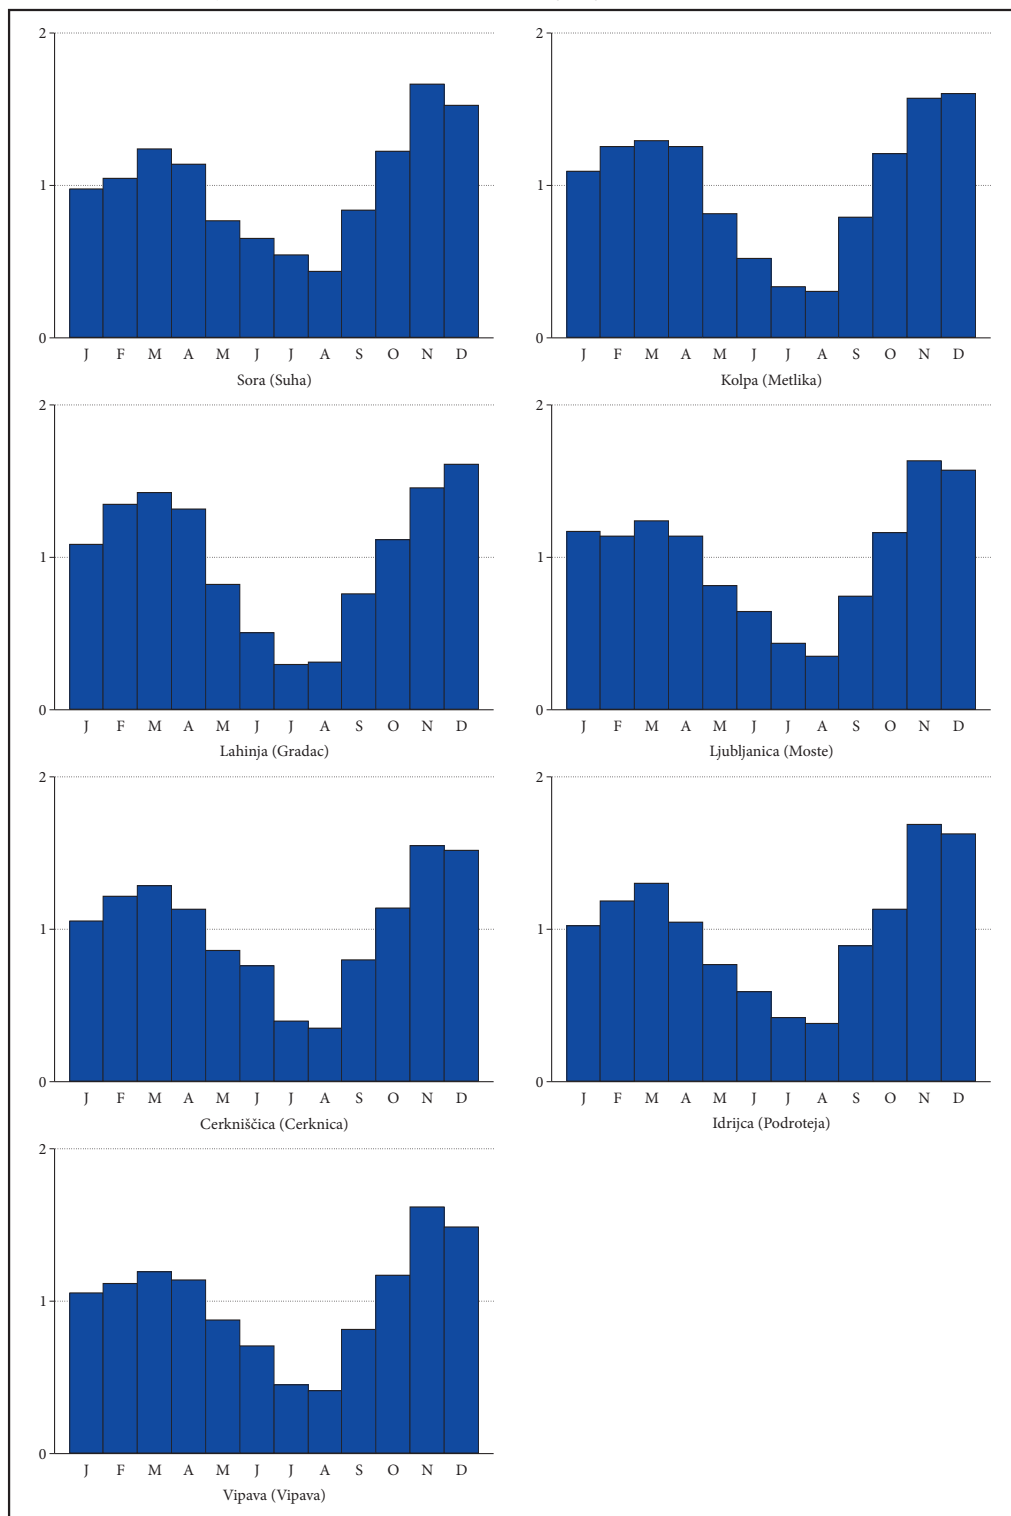 2
1
0
J F M A M J J A S O N D
Sora (Suha)
2
1
0
J F M A M J J A S O N D
Kolpa (Metlika)
2
1
0
J F M A M J J A S O N D
Lahinja (Gradac)
2
1
0
J F M A M J J A S O N D
Ljubljanica (Moste)
2
1
0
J F M A M J J A S O N D
Cerkniščica (Cerknica)
2
1
0
J F M A M J J A S O N D
Idrijca (Podroteja)
2
1
0
J F M A M J J A S O N D
Vipava (Vipava)